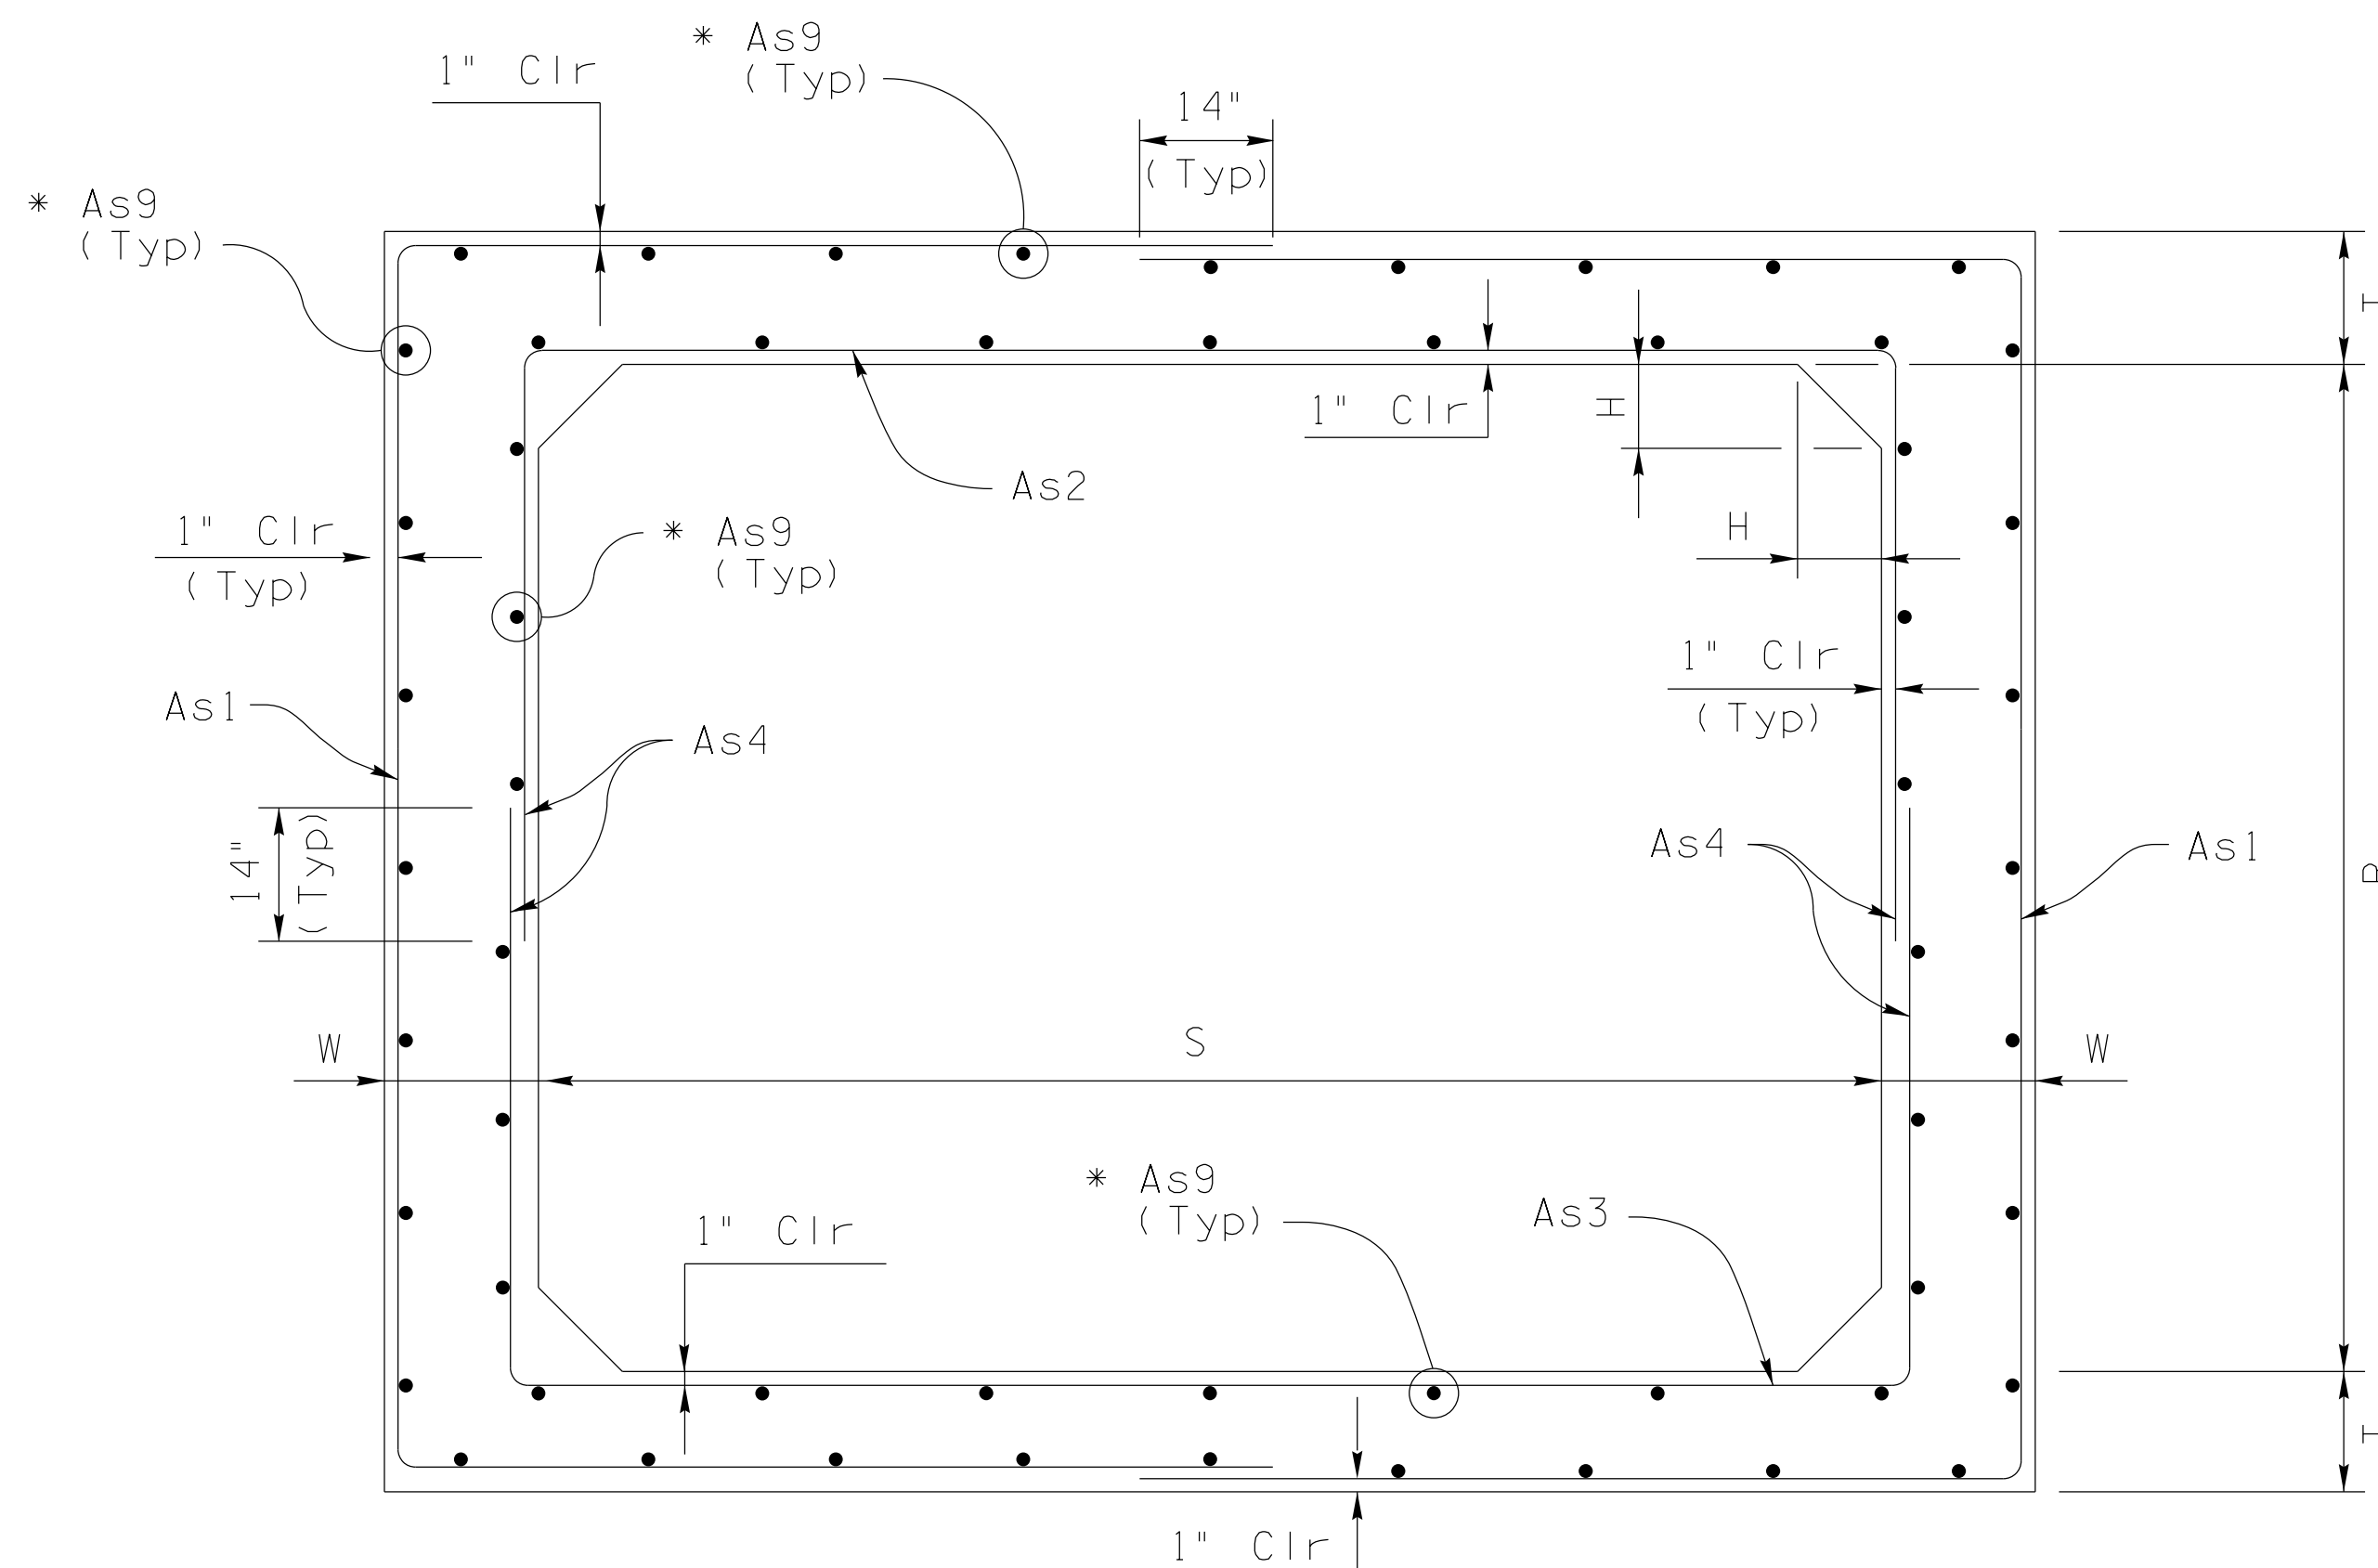 * As9
(Typ)
1" Clr
14"
(Typ)
* As9
(Typ)
T
1" Clr
H
As2
1" Clr
(Typ)
* As9
(Typ)
H
1" Clr
(Typ)
As1
As4
14"
(Typ)
As4
As1
W
S
W
* As9
(Typ)
As3
1" Clr
T
1" Clr